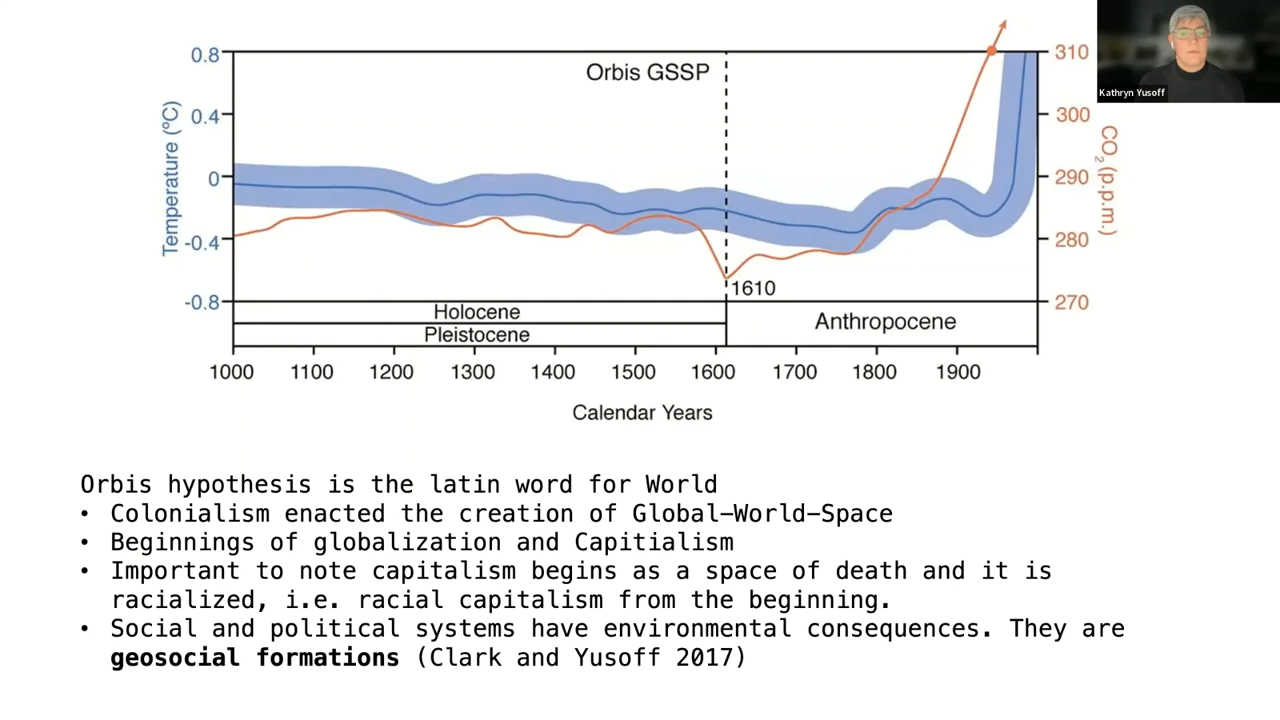 Orbis GSSP
Kathryn Yusoff
Temperature (°C)
0.8
0.4
0
-0.4
-0.8
310
300
290
280
270
CO2 (p.p.m.)
1610
Holocene
Pleistocene
Anthropocene
1000 1100 1200 1300 1400 1500 1600 1700 1800 1900
Calendar Years
Orbis hypothesis is the latin word for World
• Colonialism enacted the creation of Global-World-Space
• Beginnings of globalization and Capitialism
• Important to note capitalism begins as a space of death and it is
racialized, i.e. racial capitalism from the beginning.
• Social and political systems have environmental consequences. They are
geosocial formations (Clark and Yusoff 2017)